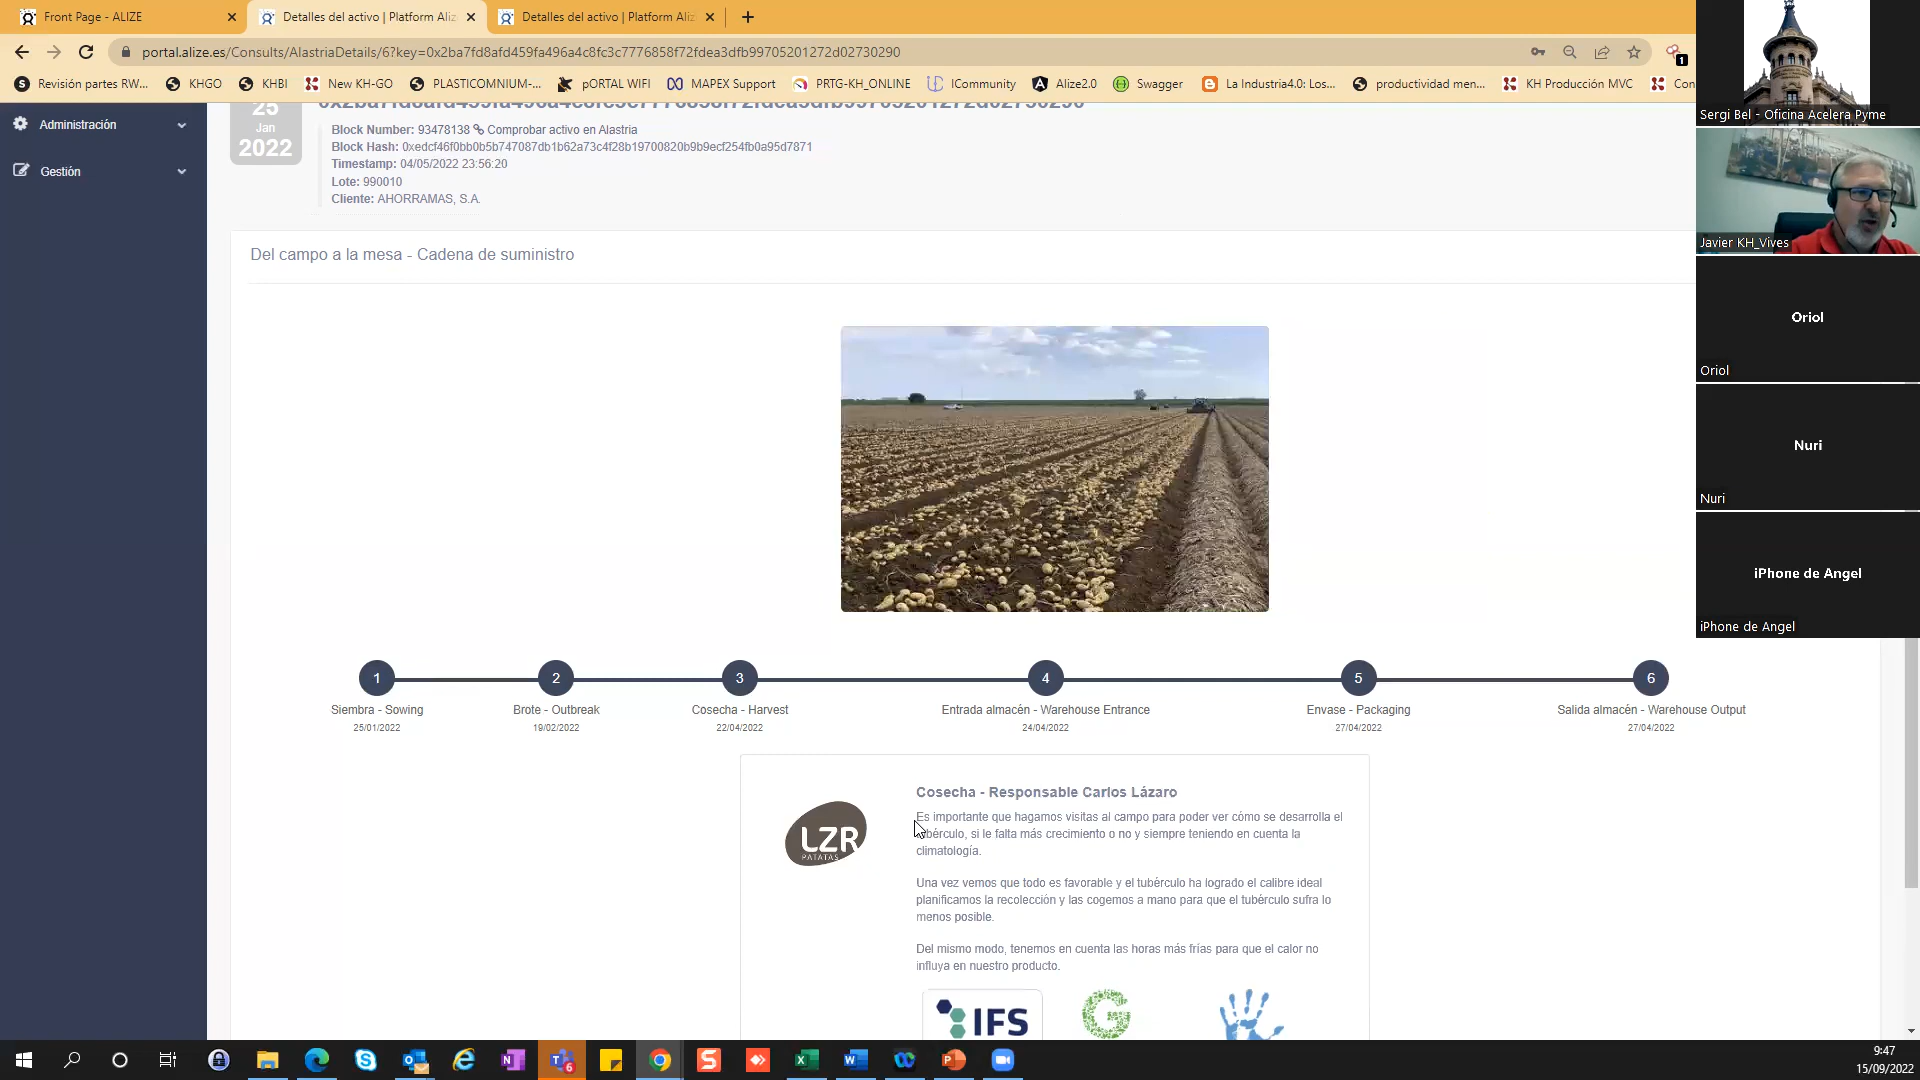 Front Page - ALIZE
Detalles del activo | Platform Aliz
Detalles del activo | Platform Aliz
portal.alize.es/Consults/AlastriaDetails/6?key=0x2ba7fd8afd459fa496a4c8fc3c7776858f72fdea3dfb99705201272d02730290
Revisión partes RW...
KHGO
KHBI
New KH-GO
PLASTICOMNIUM-...
pORTAL WIFI
MAPEX Support
PRTG-KH_ONLINE
ICommunity
Alize2.0
Swagger
La Industria4.0: Los...
productividad men...
KH Producción MVC
Con
Administración
Gestión
25
Jan
2022
0x2ba7fd8afd459fa496a4c8fc3c7776858f72fdea3dfb99705201272d02730290
Block Number: 93478138 Comprobar activo en Alastria
Block Hash: 0xedcf46f0bb0b5b747087db1b62a73c4f28b19700820b9b9ecf254fb0a95d7871
Timestamp: 04/05/2022 23:56:20
Lote: 990010
Cliente: AHORRAMAS, S.A.
Del campo a la mesa - Cadena de suministro
1
Siembra - Sowing
25/01/2022
2
Brote - Outbreak
19/02/2022
3
Cosecha - Harvest
22/04/2022
4
Entrada almacén - Warehouse Entrance
24/04/2022
5
Envase - Packaging
27/04/2022
6
Salida almacén - Warehouse Output
27/04/2022
LZR
PATATAS
Cosecha - Responsable Carlos Lázaro
Es importante que hagamos visitas al campo para poder ver cómo se desarrolla el
tubérculo, si le falta más crecimiento o no y siempre teniendo en cuenta la
climatología.
Una vez vemos que todo es favorable y el tubérculo ha logrado el calibre ideal
planificamos la recolección y las cogemos a mano para que el tubérculo sufra lo
menos posible.
Del mismo modo, tenemos en cuenta las horas más frías para que el calor no
influya en nuestro producto.
IFS
G
Sergi Bel - Oficina Acelera Pyme
Javier KH_Vives
Oriol
Oriol
Nuri
Nuri
iPhone de Angel
iPhone de Angel
1
6
9:47
15/09/2022